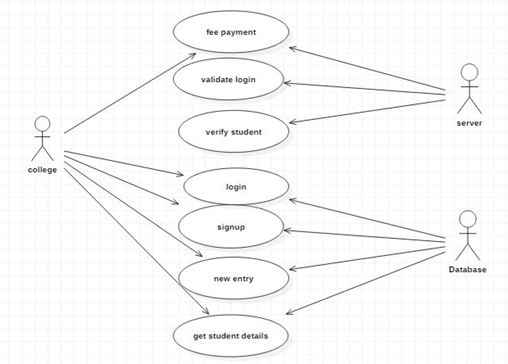 fee payment
validate login
verify student
server
college
login
signup
Database
new entry
get student details